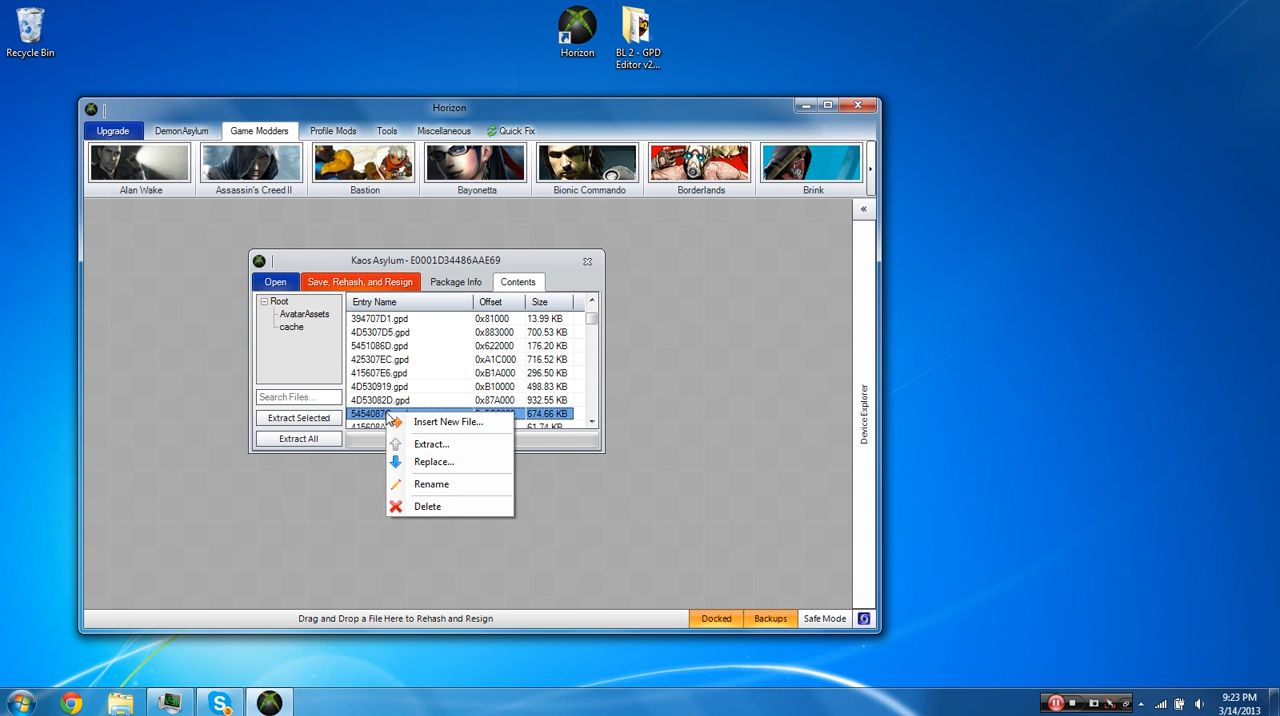 Recycle Bin
Horizon
BL 2 - GPD
Editor v2...
Horizon
Upgrade
DemonAsylum
Game Modders
Profile Mods
Tools
Miscellaneous
Quick Fix
Alan Wake
Assassin's Creed II
Bastion
Bayonetta
Bionic Commando
Borderlands
Brink
«
Kaos Asylum - E0001D34486AAE69
Open
Save, Rehash, and Resign
Package Info
Contents
Root
AvatarAssets
cache
Search Files...
Extract Selected
Extract All
Entry Name Offset Size
394707D1.gpd 0x81000 13.99 KB
4D5307D5.gpd 0x883000 700.53 KB
5451086D.gpd 0x622000 176.20 KB
425307EC.gpd 0xA1C000 716.52 KB
415607E6.gpd 0xB1A000 296.50 KB
4D530919.gpd 0xB10000 498.83 KB
4D53082D.gpd 0x87A000 932.55 KB
674.66 KB
61.74 KB
Insert New File...
Extract...
Replace...
Rename
Delete
Device Explorer
Drag and Drop a File Here to Rehash and Resign
Docked
Backups
Safe Mode
9:23 PM
3/14/2013